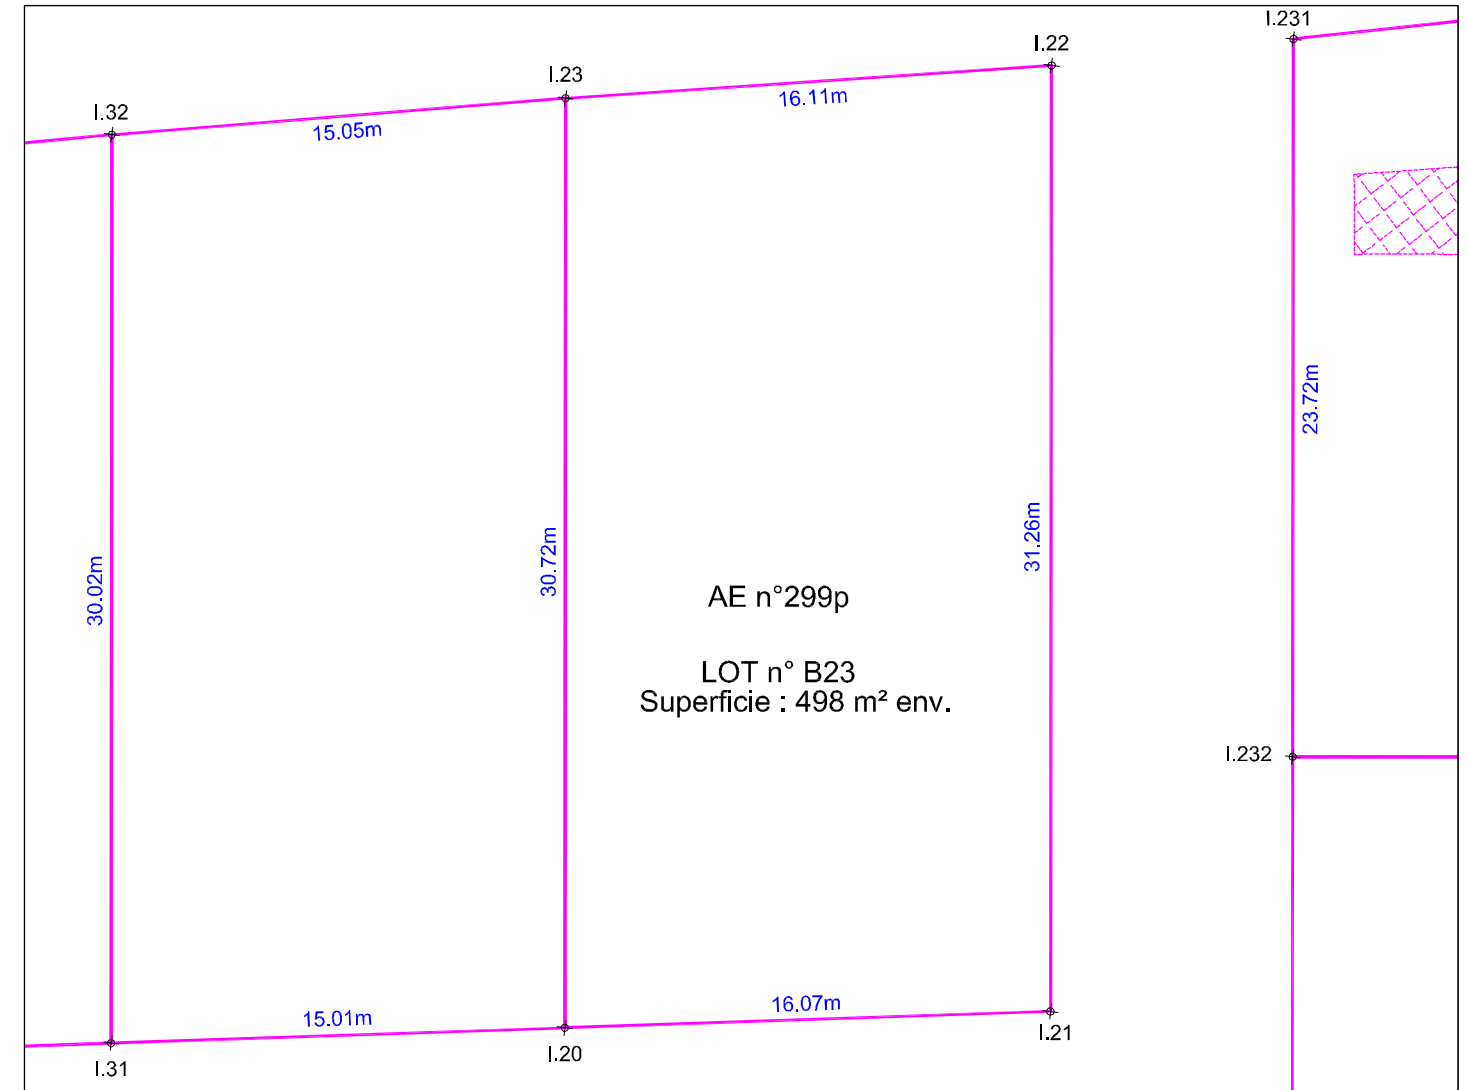 I.231
I.22
I.23
16.11m
I.32
15.05m
23.72m
31.26m
30.72m
30.02m
AE n°299p
LOT n° B23
Superficie : 498 m² env.
I.232
16.07m
15.01m
I.21
I.20
I.31